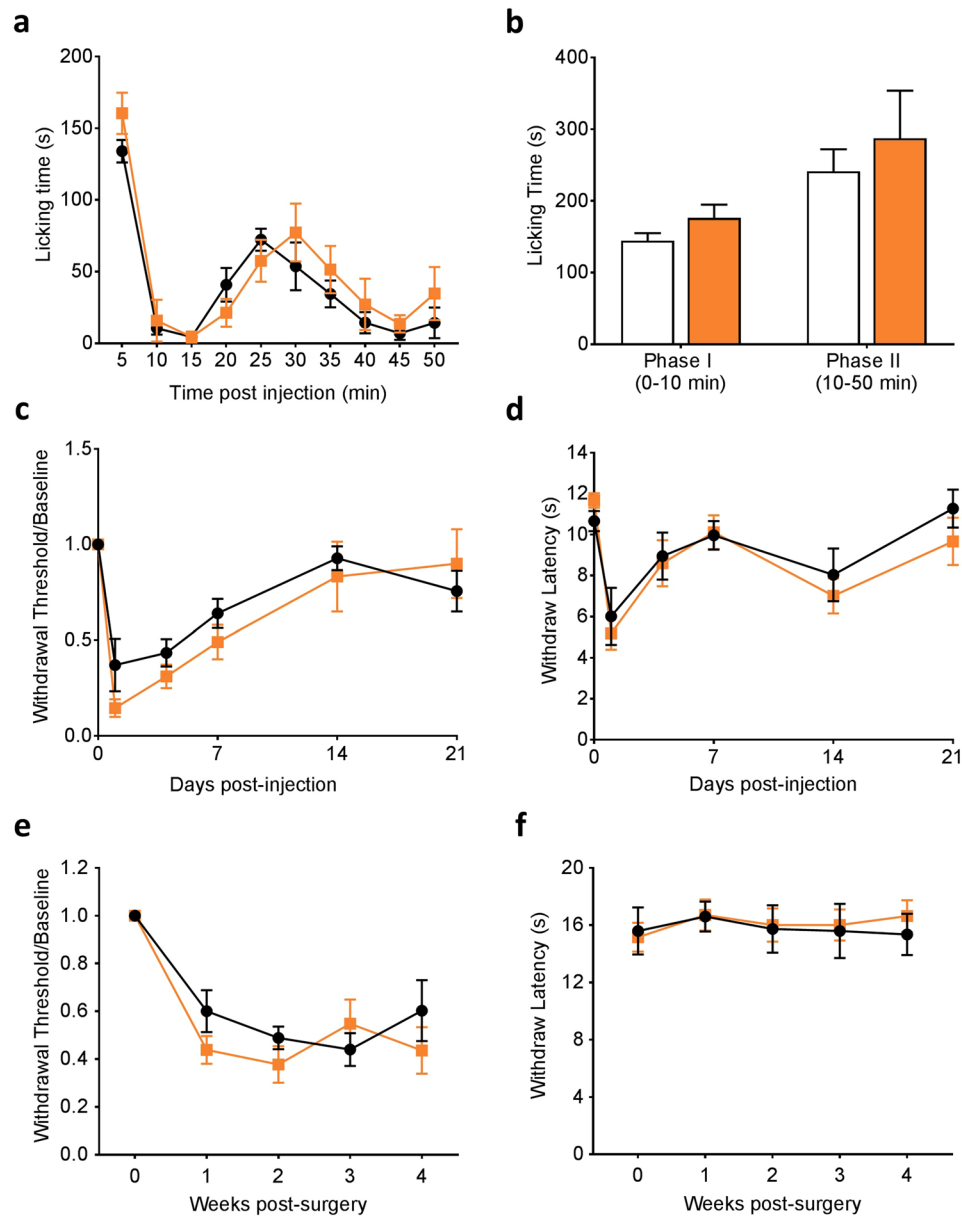 a
200
150
100
50
0
Licking time (s)
5 10 15 20 25 30 35 40 45 50
Time post injection (min)
b
400
300
200
100
0
Licking Time (s)
Phase I Phase II
(0-10 min) (10-50 min)
c
1.5
1.0
0.5
0.0
Withdrawal Threshold/Baseline
0 7 14 21
Days post-injection
d
14
12
10
8
6
4
2
0
Withdraw Latency (s)
0 7 14 21
Days post-injection
e
1.2
1.0
0.8
0.6
0.4
0.2
0.0
Withdrawal Threshold/Baseline
0 1 2 3 4
Weeks post-surgery
f
20
16
12
8
4
0
Withdraw Latency (s)
0 1 2 3 4
Weeks post-surgery